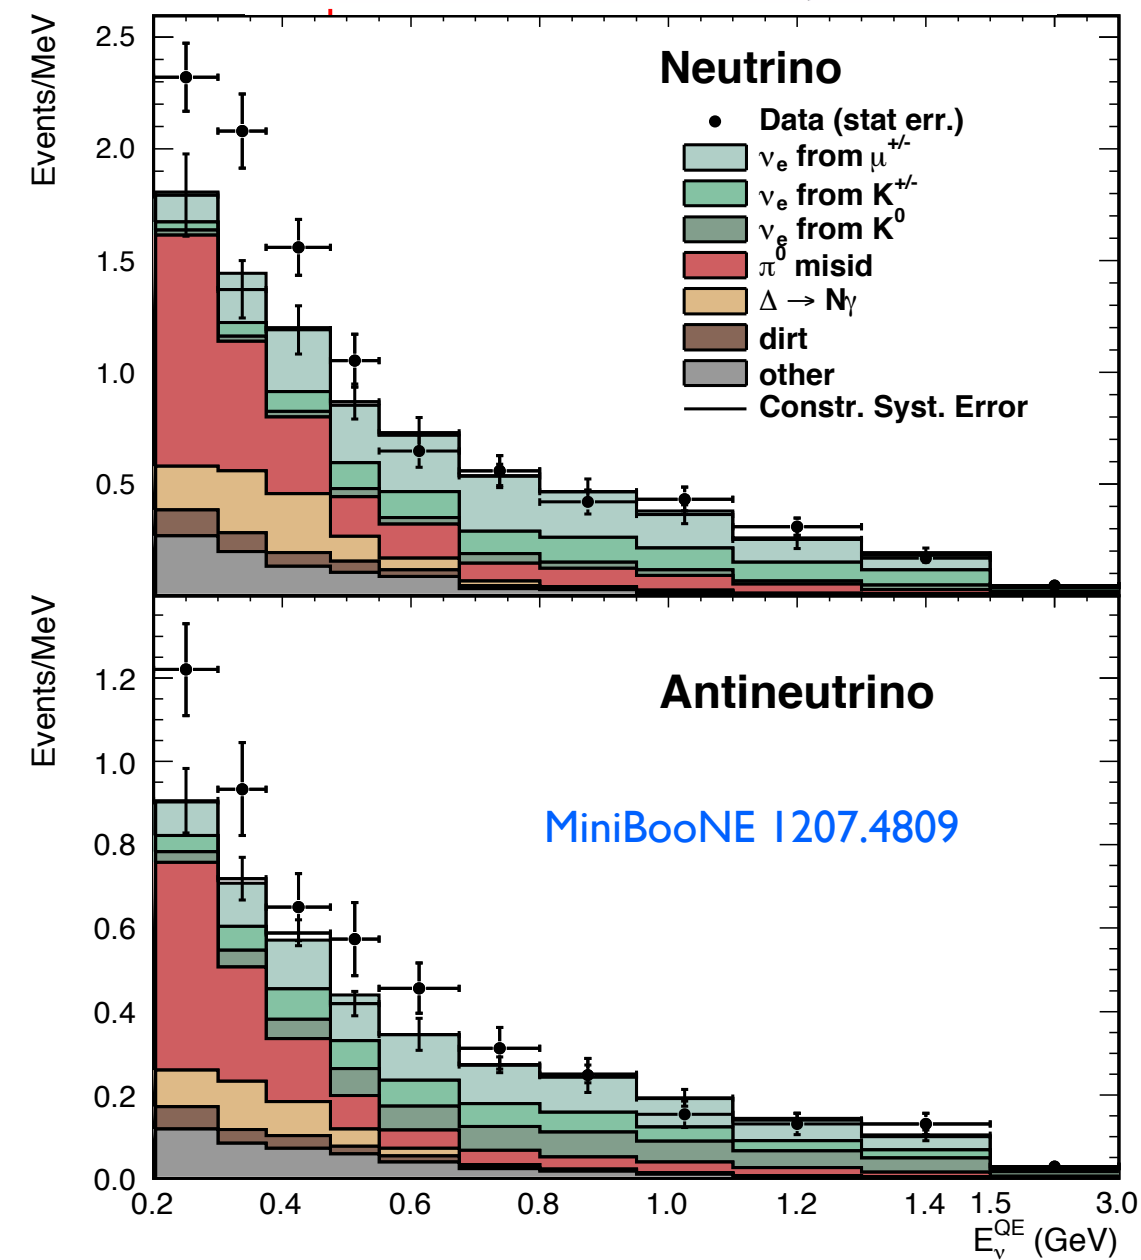 Events/MeV
2.5
2.0
1.5
1.0
0.5
Neutrino
Data (stat err.)
νe from μ+/-
νe from K+/-
νe from K0
π0 misid
Δ → Nγ
dirt
other
Constr. Syst. Error
Events/MeV
1.2
1.0
0.8
0.6
0.4
0.2
0.0
Antineutrino
MiniBooNE 1207.4809
0.2 0.4 0.6 0.8 1.0 1.2 1.4 1.5 3.0
EνQE (GeV)